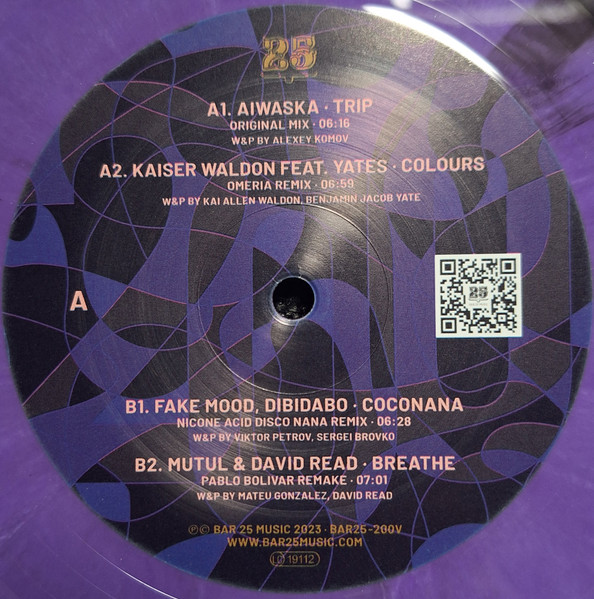 25
A1. AIWASKA · TRIP
ORIGINAL MIX · 06:16
W&P BY ALEXEY KOMOV
A2. KAISER WALDON FEAT. YATES · COLOURS
OMERIA REMIX · 06:59
W&P BY KAI ALLEN WALDON, BENJAMIN JACOB YATE
25
A
B1. FAKE MOOD, DIBIDABO · COCONANA
NICONE ACID DISCO NANA REMIX · 06:28
W&P BY VIKTOR PETROV, SERGEI BROVKO
B2. MUTUL & DAVID READ · BREATHE
PABLO BOLIVAR REMAKE · 07:01
W&P BY MATEU GONZALEZ, DAVID READ
℗© BAR 25 MUSIC 2023 · BAR25-200V
WWW.BAR25MUSIC.COM
LC 19112